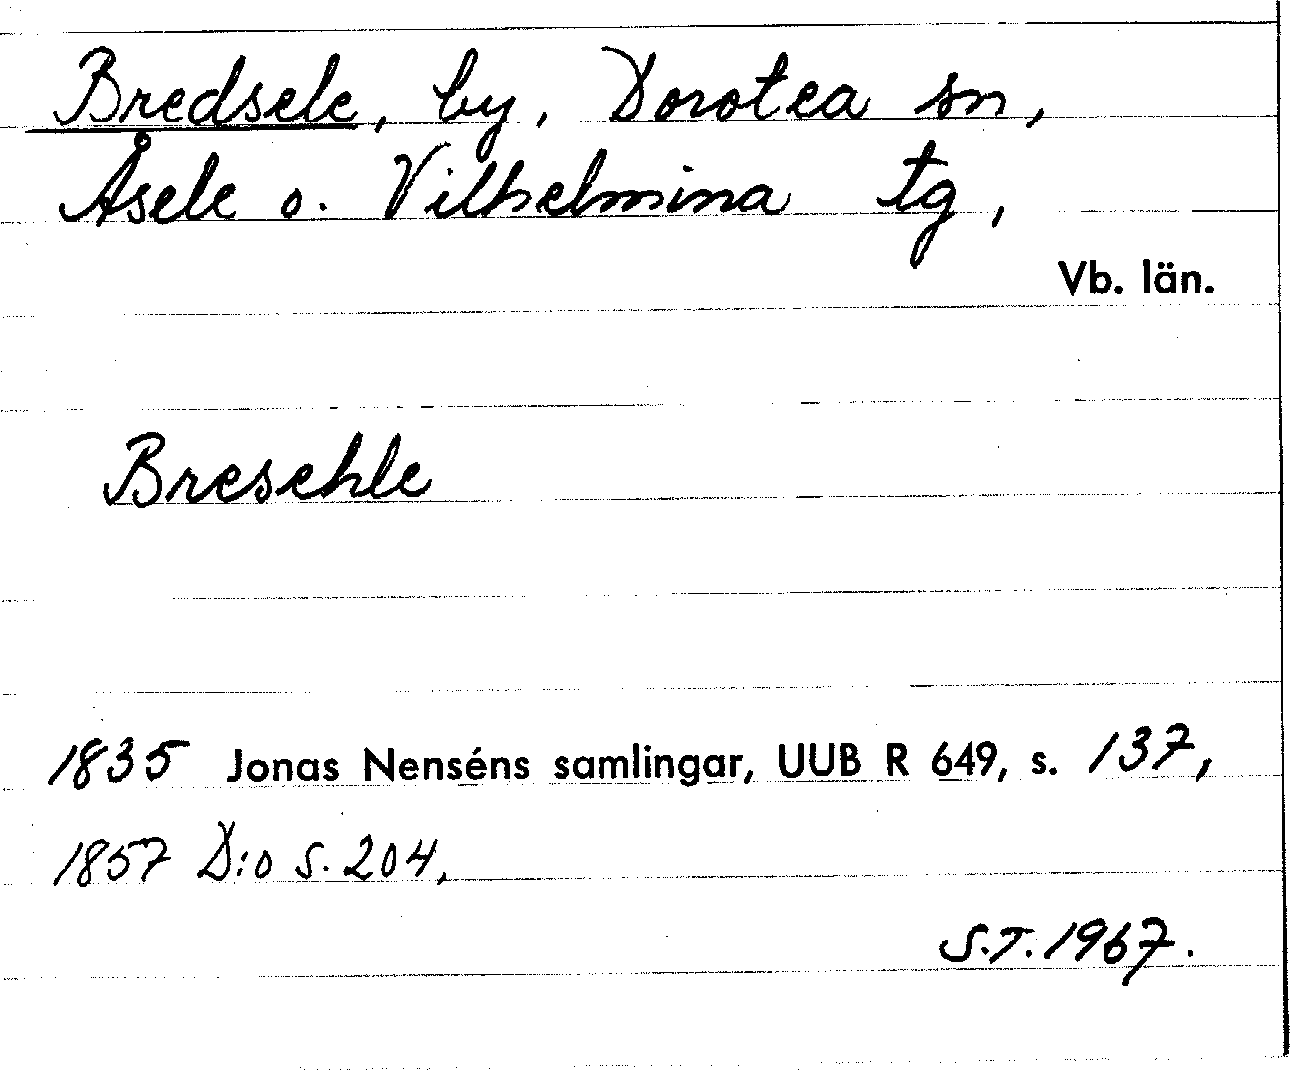 Bredsele, by, Dorotea sn,
Åsele o. Vilhelmina tg,
Vb. län.
Bresehle
1835 Jonas Nenséns samlingar, UUB R 649, s. 137,
1857 D:o s. 204,
S.T. 1967.